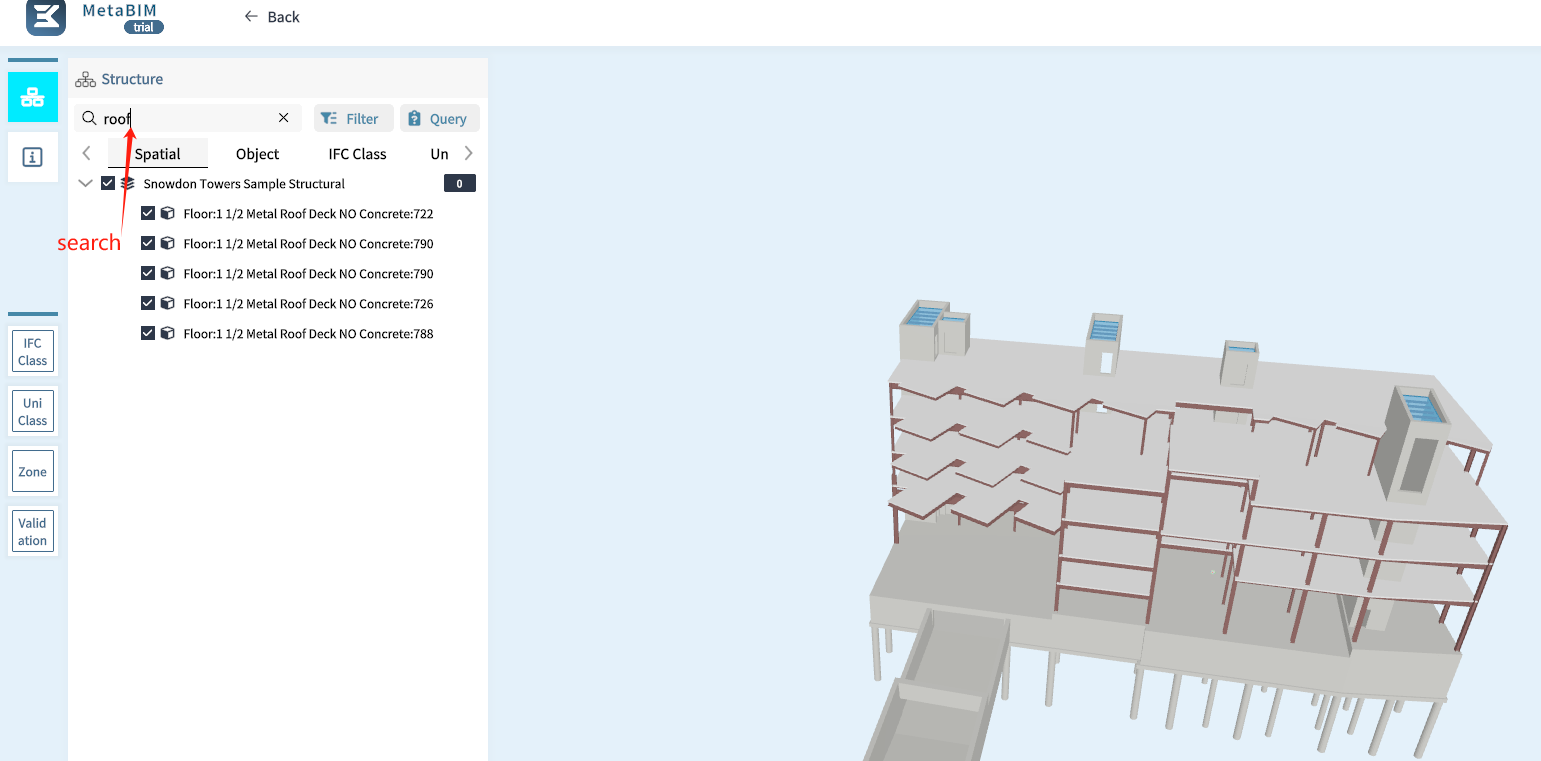 MetaBIM
trial
Back
Structure
roof
Filter
Query
Spatial
Object
IFC Class
Un
Snowdon Towers Sample Structural
0
Floor:1 1/2 Metal Roof Deck NO Concrete:722
search
Floor:1 1/2 Metal Roof Deck NO Concrete:790
Floor:1 1/2 Metal Roof Deck NO Concrete:790
Floor:1 1/2 Metal Roof Deck NO Concrete:726
Floor:1 1/2 Metal Roof Deck NO Concrete:788
IFC
Class
Uni
Class
Zone
Valid
ation